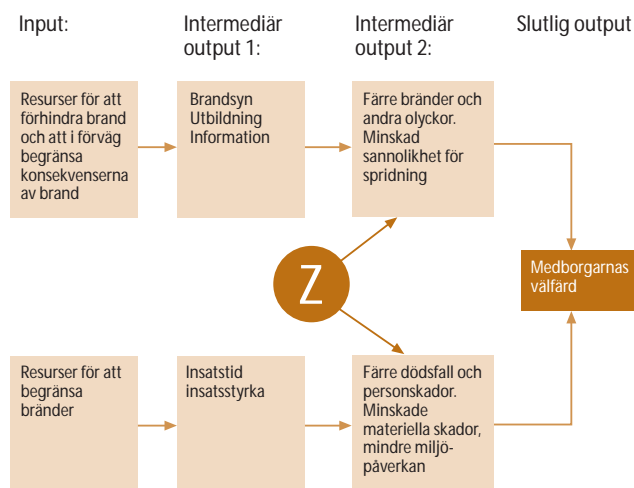 Input:
Intermediär
output 1:
Intermediär
output 2:
Slutlig output
Resurser för att
förhindra brand
och att i förväg
begränsa
konsekvenserna
av brand
Brandsyn
Utbildning
Information
Färre bränder och
andra olyckor.
Minskad
sannolikhet för
spridning
Z
Medborgarnas
välfärd
Resurser för att
begränsa
bränder
Insatstid
insatsstyrka
Färre dödsfall och
personskador.
Minskade
materiella skador,
mindre miljö-
påverkan